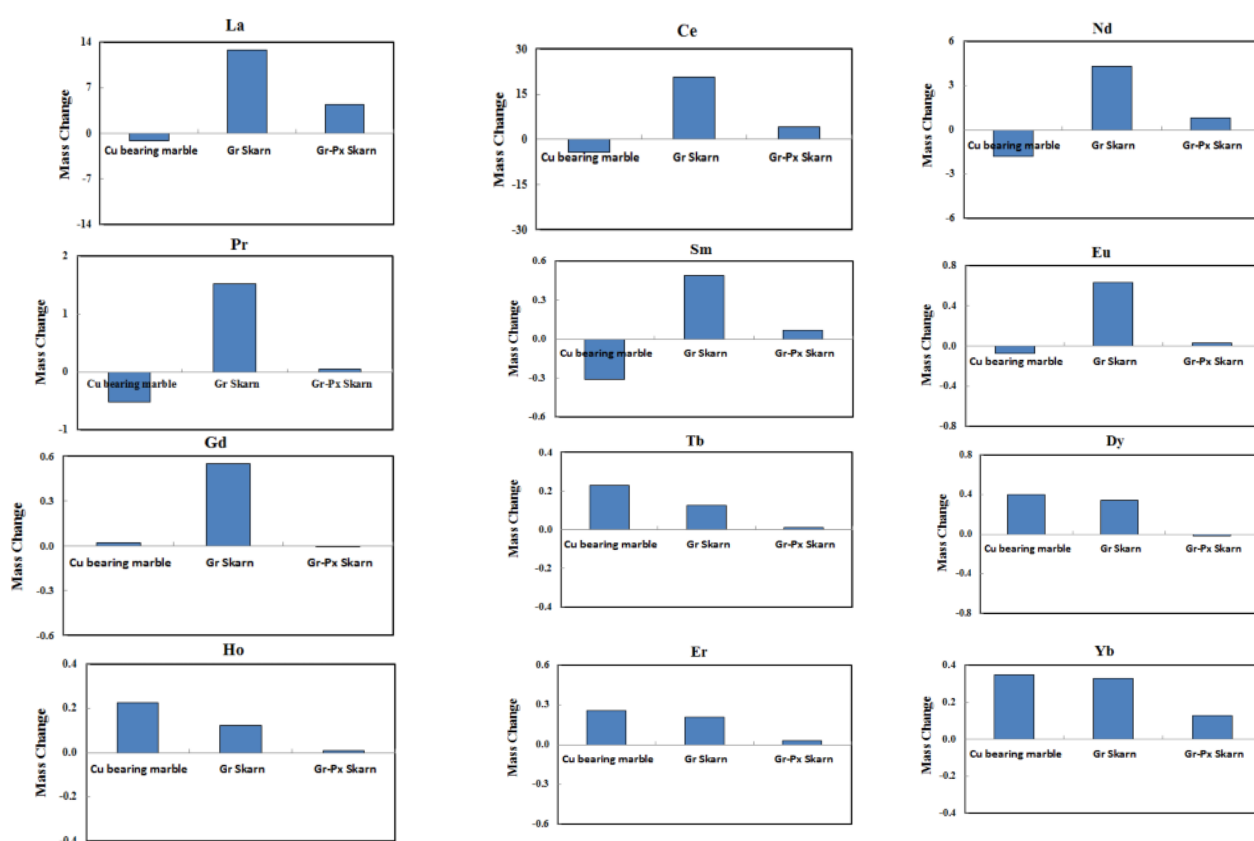 La
14
7
0
-7
-14
Mass Change
Cu bearing marble Gr Skarn Gr-Px Skarn
Ce
30
15
0
-15
-30
Mass Change
Cu bearing marble Gr Skarn Gr-Px Skarn
Nd
6
3
0
-3
-6
Mass Change
Cu bearing marble Gr Skarn Gr-Px Skarn
Pr
2
1
0
-1
Mass Change
Cu bearing marble Gr Skarn Gr-Px Skarn
Sm
0.6
0.3
0.0
-0.3
-0.6
Mass Change
Cu bearing marble Gr Skarn Gr-Px Skarn
Eu
0.8
0.4
0.0
-0.4
-0.8
Mass Change
Cu bearing marble Gr Skarn Gr-Px Skarn
Gd
0.6
0.3
0.0
-0.3
-0.6
Mass Change
Cu bearing marble Gr Skarn Gr-Px Skarn
Tb
0.4
0.2
0.0
-0.2
-0.4
Mass Change
Cu bearing marble Gr Skarn Gr-Px Skarn
Dy
0.8
0.4
0.0
-0.4
-0.8
Mass Change
Cu bearing marble Gr Skarn Gr-Px Skarn
Ho
0.4
0.2
0.0
-0.2
-0.4
Mass Change
Cu bearing marble Gr Skarn Gr-Px Skarn
Er
0.6
0.3
0.0
-0.3
-0.6
Mass Change
Cu bearing marble Gr Skarn Gr-Px Skarn
Yb
0.4
0.2
0.0
-0.2
-0.4
Mass Change
Cu bearing marble Gr Skarn Gr-Px Skarn